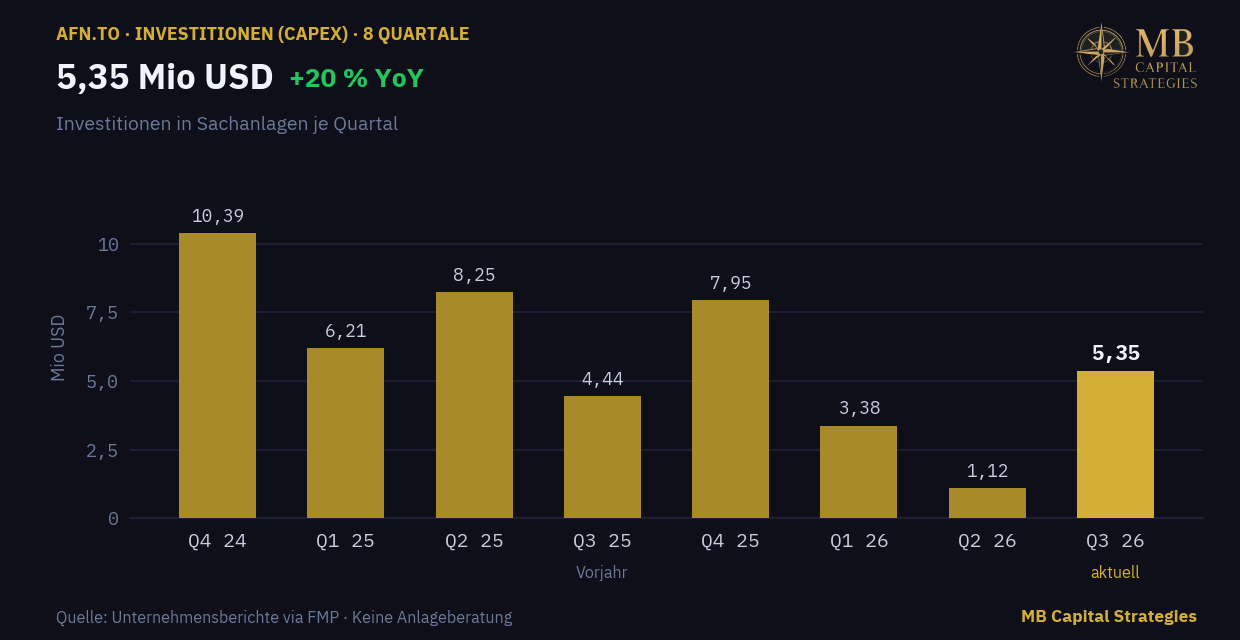 AFN.TO · INVESTITIONEN (CAPEX) · 8 QUARTALE
5,35 Mio USD +20 % YoY
Investitionen in Sachanlagen je Quartal
MB
CAPITAL
STRATEGIES
Mio USD
10
7,5
5,0
2,5
0
10,39
6,21
8,25
4,44
7,95
3,38
1,12
5,35
Q4 24 Q1 25 Q2 25 Q3 25 Q4 25 Q1 26 Q2 26 Q3 26
Vorjahr aktuell
Quelle: Unternehmensberichte via FMP · Keine Anlageberatung
MB Capital Strategies